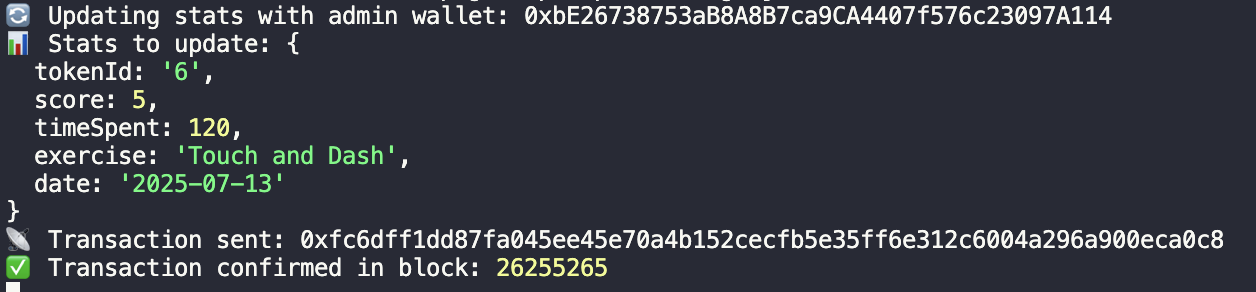 🔄 Updating stats with admin wallet: 0xbE26738753aB8A8B7ca9CA4407f576c23097A114
📊 Stats to update: {
  tokenId: '6',
  score: 5,
  timeSpent: 120,
  exercise: 'Touch and Dash',
  date: '2025-07-13'
}
📡 Transaction sent: 0xfc6dff1dd87fa045ee45e70a4b152cecfb5e35ff6e312c6004a296a900eca0c8
✅ Transaction confirmed in block: 26255265